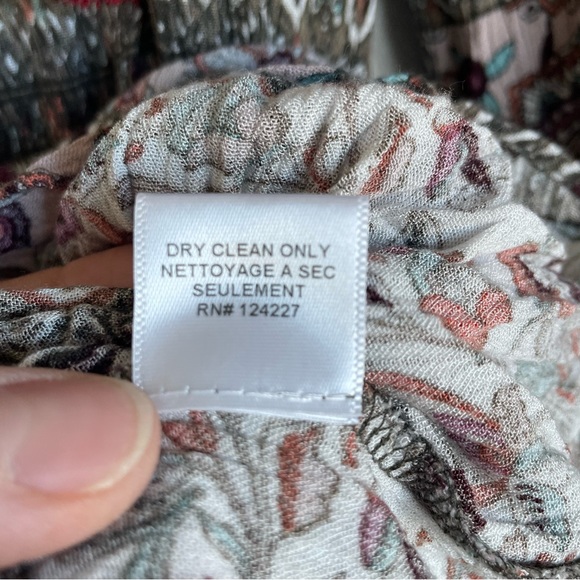 DRY CLEAN ONLY
NETTOYAGE A SEC
SEULEMENT
RN# 124227